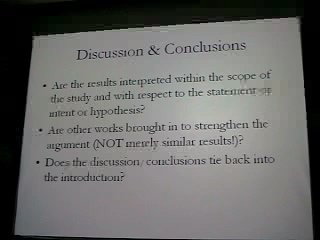 Discussion & Conclusions
• Are the results interpreted within the scope of
the study and with respect to the statement or
intent or hypothesis?
• Are other works brought in to strengthen the
argument (NOT merely similar results!)?
• Does the discussion/conclusions tie back into
the introduction?